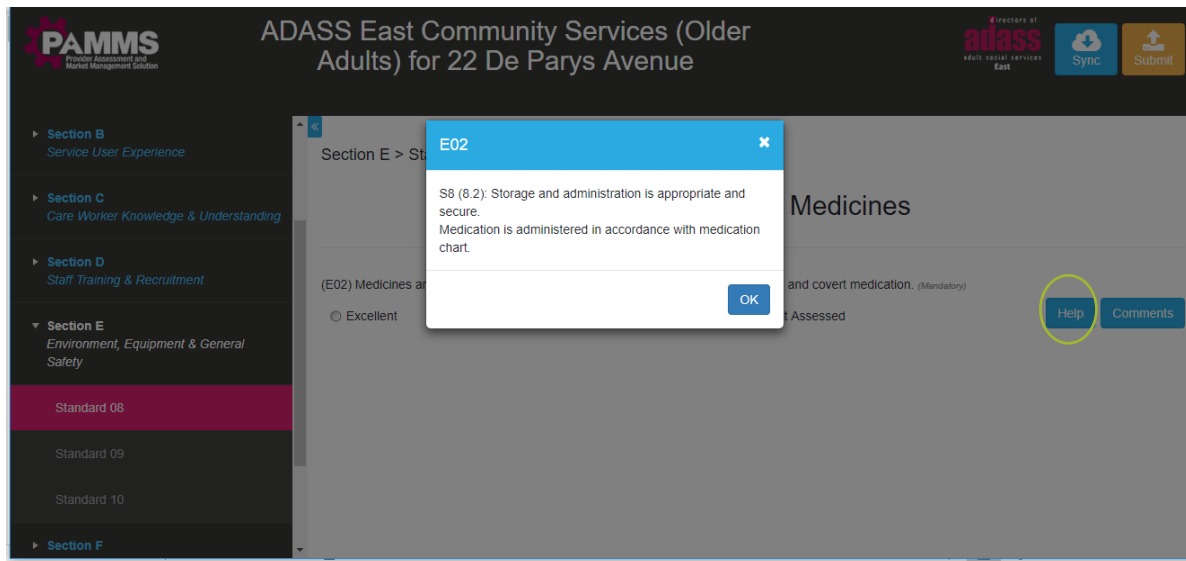 PAMMS
Provider Assessment and
Market Management Solution
ADASS East Community Services (Older
Adults) for 22 De Parys Avenue
directors of
adass
adult social services
East
Sync
Submit
Section B
Service User Experience
Section C
Care Worker Knowledge & Understanding
Section D
Staff Training & Recruitment
Section E
Environment, Equipment & General
Safety
Standard 08
Standard 09
Standard 10
Section F
«
Section E > St
Medicines
E02
×
S8 (8.2): Storage and administration is appropriate and
secure.
Medication is administered in accordance with medication
chart.
OK
(E02) Medicines and covert medication. (Mandatory)
Excellent
Assessed
Help
Comments